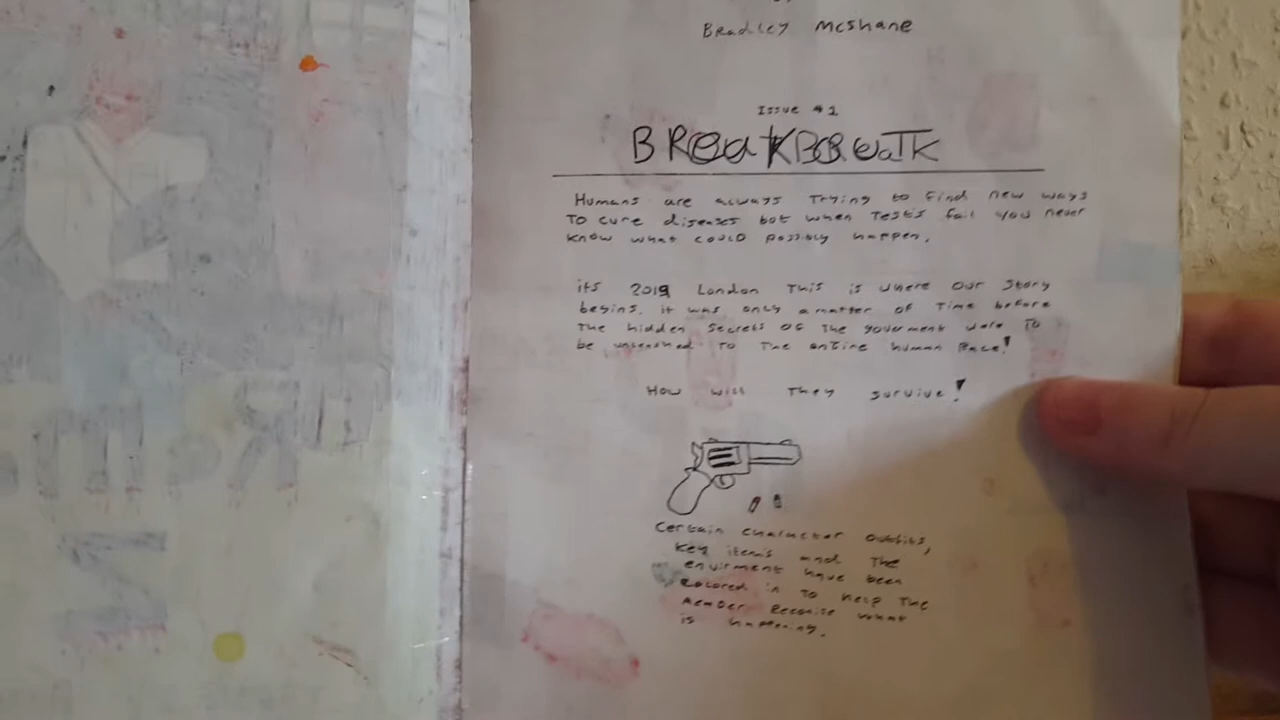 Bradley McShane
Issue #1
Humans are always Trying to find new ways
To cure diseases but when Tests fail you never
know what could possibly happen.
its 2019 London This is where our story
begins. it was only a matter of Time before
The hidden secrets of The goverment were To
be unleashed To The entire human Race!
How will They survive!
Certain character outfits,
Key items and The
envirment have been
colored in To help The
Reader Reconise what
is happening.